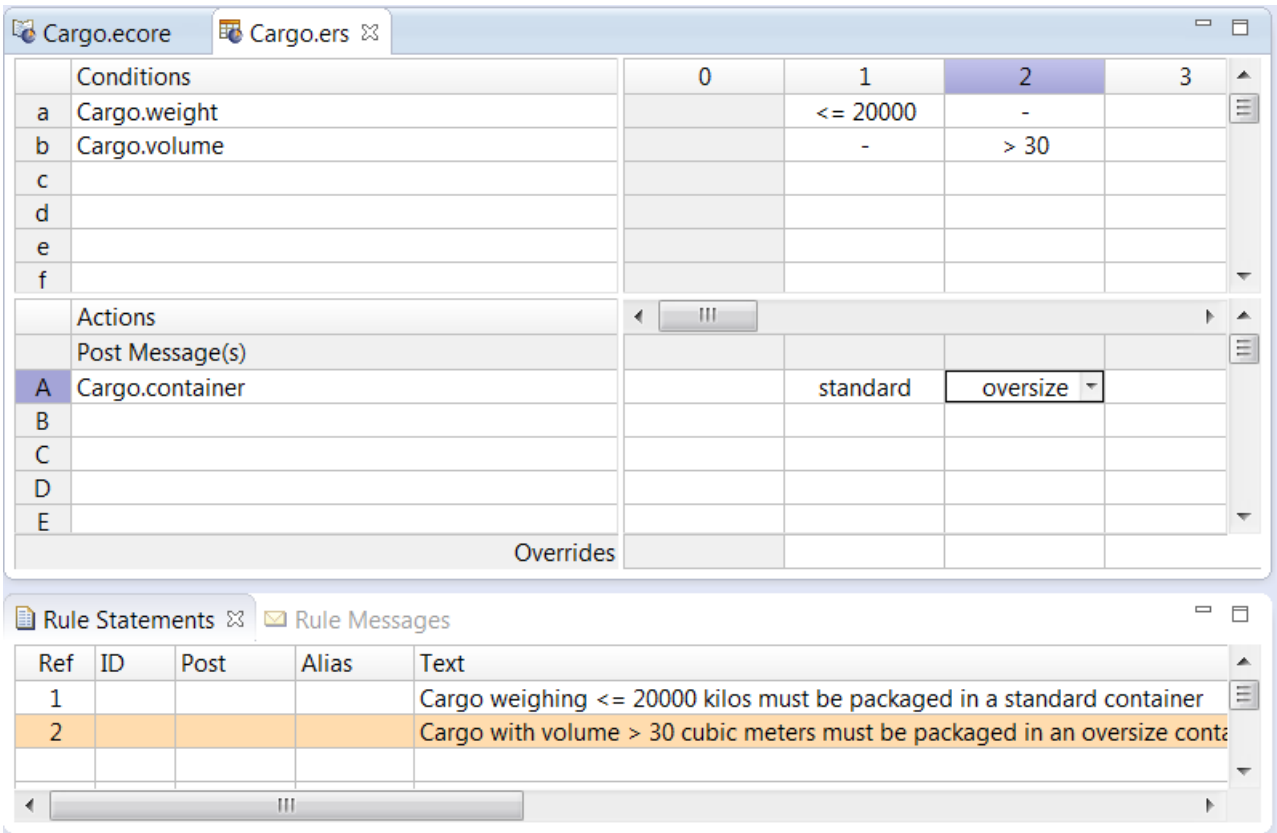 Cargo.ecore Cargo.ers
Conditions 0 1 2 3
a Cargo.weight <= 20000 -
b Cargo.volume - > 30
c
d
e
f
Actions
Post Message(s)
A Cargo.container standard oversize
B
C
D
E
Overrides
Rule Statements Rule Messages
Ref ID Post Alias Text
1 Cargo weighing <= 20000 kilos must be packaged in a standard container
2 Cargo with volume > 30 cubic meters must be packaged in an oversize conta